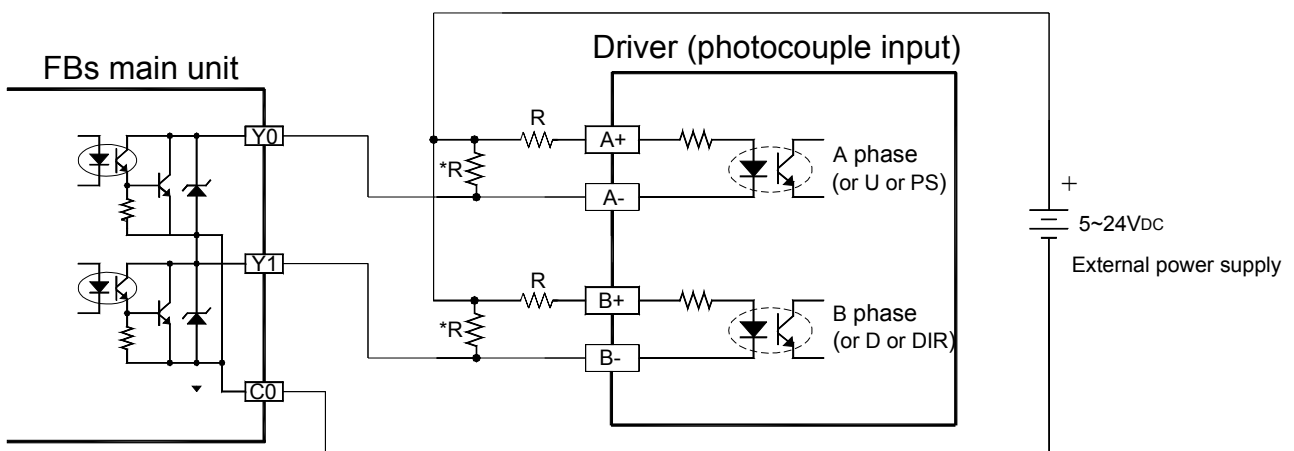 Driver (photocouple input)
FBs main unit
R
Y0
A+
*R
A phase
(or U or PS)
A-
+
5~24VDC
Y1
External power supply
R
B+
*R
B phase
(or D or DIR)
B-
C0